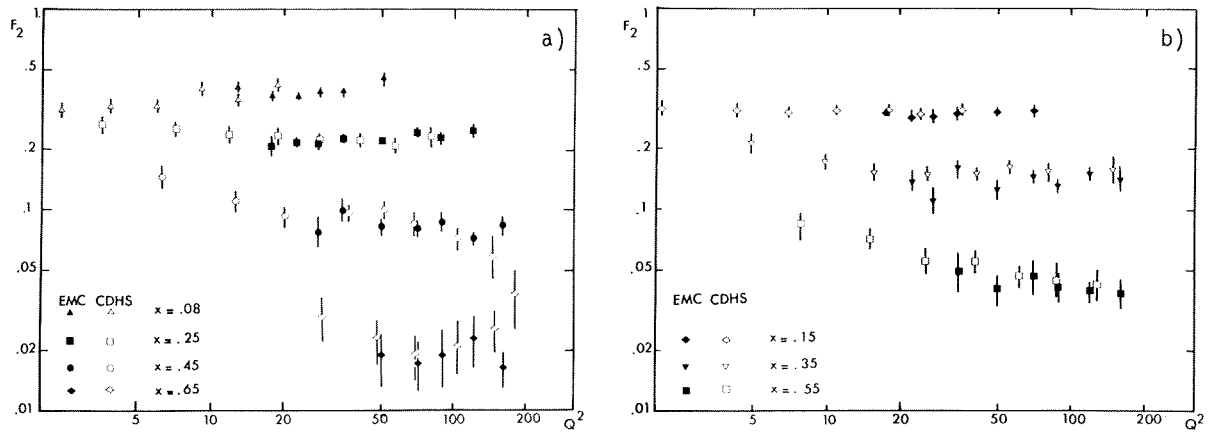 a)
F2
1
.5
.2
.1
.05
.02
.01
EMC CDHS
x = .08
x = .25
x = .45
x = .65
5 10 20 50 100 200 Q2
b)
F2
1
.5
.2
.1
.05
.02
.01
EMC CDHS
x = .15
x = .35
x = .55
5 10 20 50 100 200 Q2